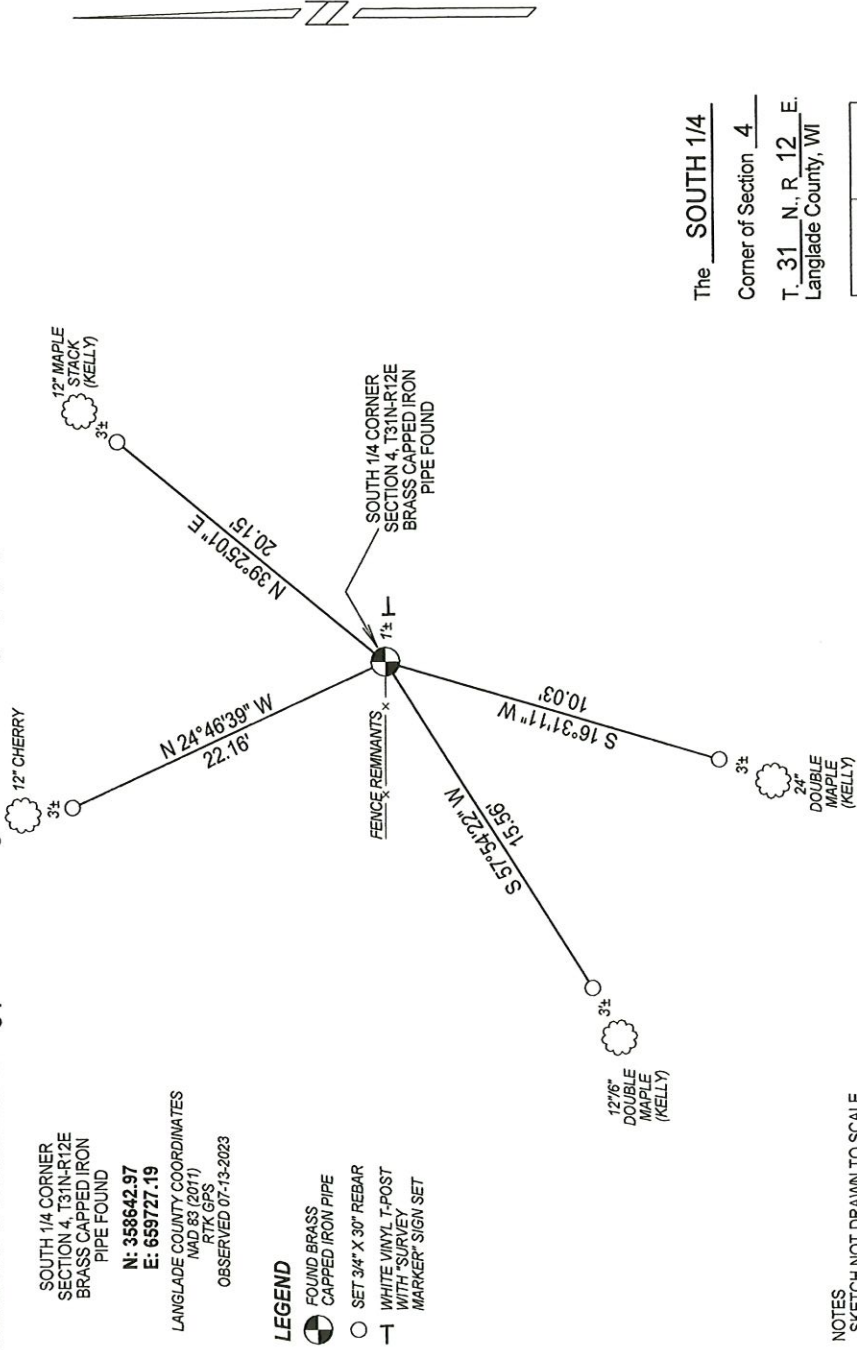 SOUTH 1/4 CORNER
SECTION 4, T31N-R12E
BRASS CAPPED IRON
PIPE FOUND
N: 358642.97
E: 659727.19
LANGLADE COUNTY COORDINATES
NAD 83 (2011)
RTK GPS
OBSERVED 07-13-2023
LEGEND
FOUND BRASS
CAPPED IRON PIPE
SET 3/4" X 30" REBAR
WHITE VINYL T-POST
WITH "SURVEY
MARKER" SIGN SET
12" CHERRY
3'±
N 24°46'39" W
22.16'
12" MAPLE
STACK
(KELLY)
3'±
N 39°25'01" E
20.15'
SOUTH 1/4 CORNER
SECTION 4, T31N-R12E
BRASS CAPPED IRON
PIPE FOUND
1'±
FENCE REMNANTS
S 57°54'22" W
15.56'
3'±
12"/6"
DOUBLE
MAPLE
(KELLY)
S 16°31'11" W
10.03'
3'±
24"
DOUBLE
MAPLE
(KELLY)
N
The SOUTH 1/4
Corner of Section 4
T. 31 N., R 12 E.
Langlade County, WI
NOTES
SKETCH NOT DRAWN TO SCALE